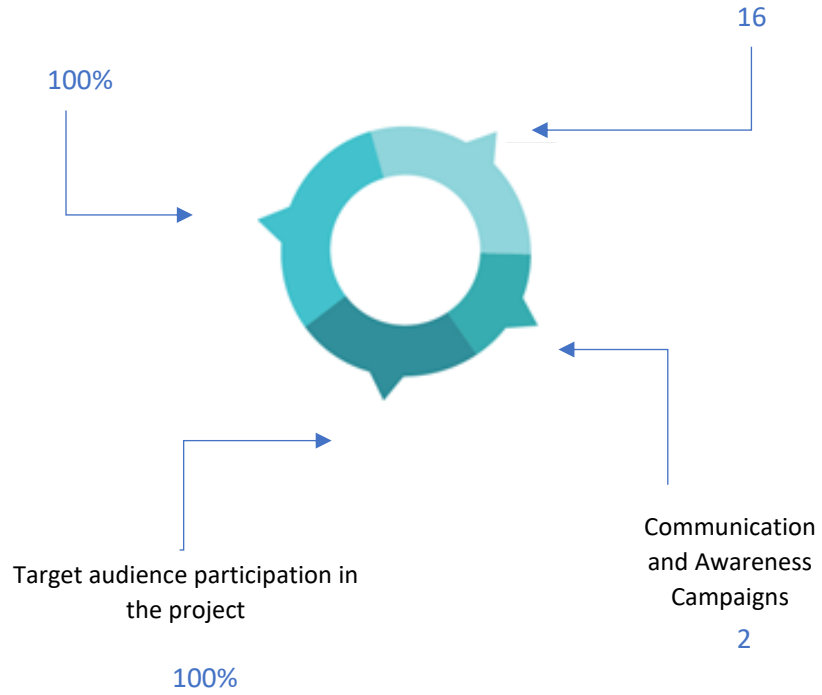 16
100%
Communication
and Awareness
Campaigns
2
Target audience participation in
the project
100%